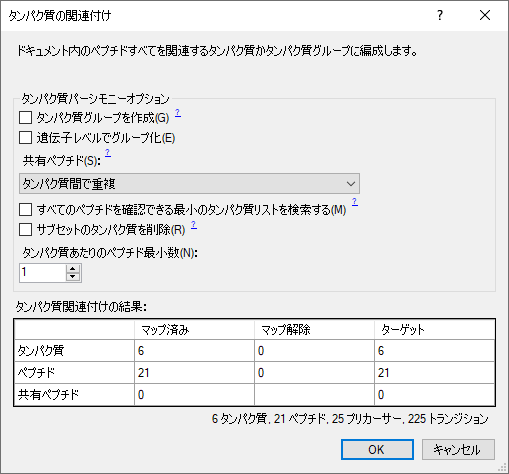 タンパク質の関連付け
ドキュメント内のペプチドすべてを関連するタンパク質かタンパク質グループに編成します。
タンパク質パーシモニーオプション
タンパク質グループを作成(G) ?
遺伝子レベルでグループ化(E)
共有ペプチド(S): ?
タンパク質間で重複
すべてのペプチドを確認できる最小のタンパク質リストを検索する(M) ?
サブセットのタンパク質を削除(R) ?
タンパク質あたりのペプチド最小数(N):
1
タンパク質関連付けの結果:
マップ済み マップ解除 ターゲット
タンパク質 6 0 6
ペプチド 21 0 21
共有ペプチド 0 0
6 タンパク質, 21 ペプチド, 25 プリカーサー, 225 トランジション
OK キャンセル